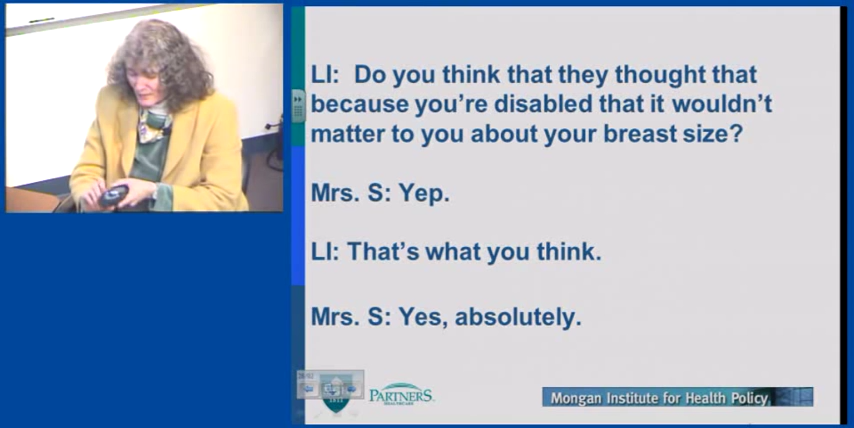 LI: Do you think that they thought that
because you're disabled that it wouldn't
matter to you about your breast size?
Mrs. S: Yep.
LI: That's what you think.
Mrs. S: Yes, absolutely.
PARTNERS
Mongan Institute for Health Policy